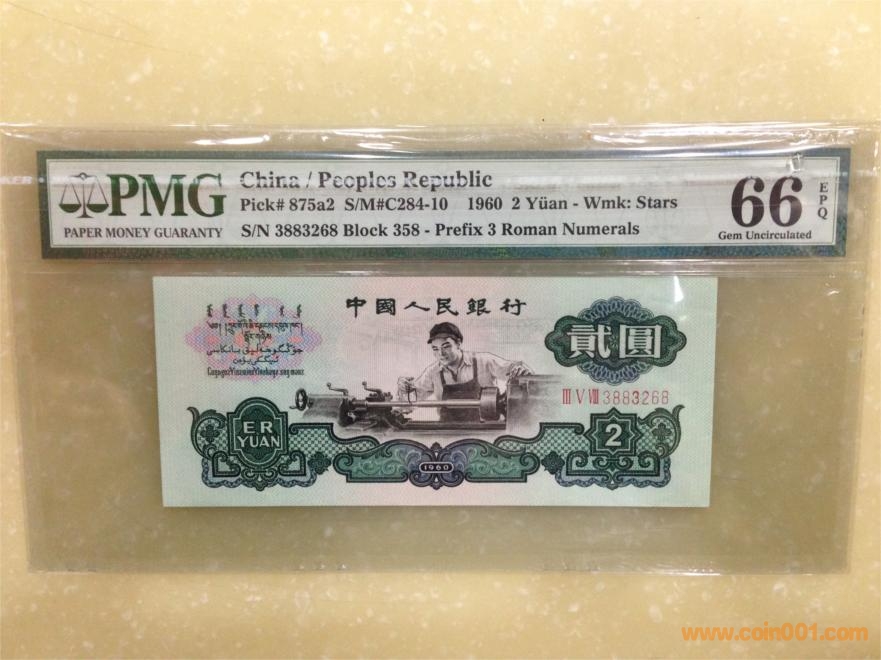 PMG
PAPER MONEY GUARANTY
China / Peoples Republic
Pick# 875a2 S/M#C284-10 1960 2 Yüan - Wmk: Stars
S/N 3883268 Block 358 - Prefix 3 Roman Numerals
66 EPQ
Gem Uncirculated
中國人民銀行
貳圓
III V VIII 3883268
ER
YUAN
2
1960
www.coin001.com